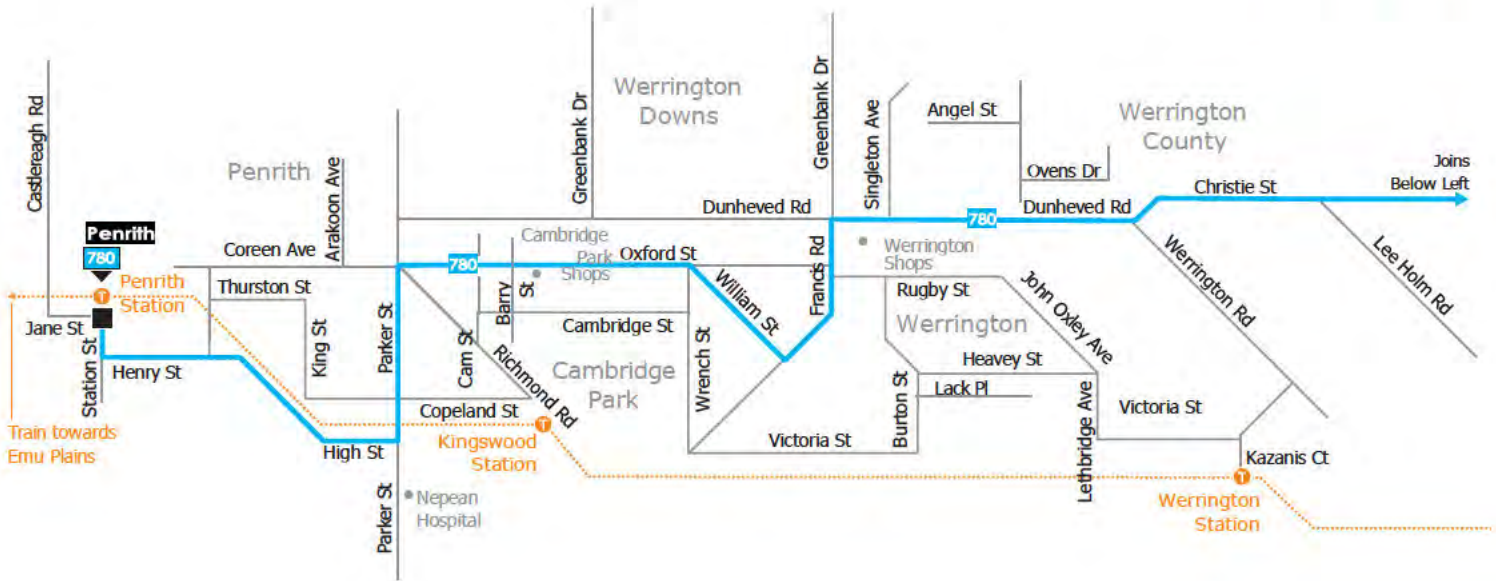 Castlereagh Rd
Penrith
780
Penrith
Station
Jane St
Station St
Henry St
Train towards
Emu Plains
Penrith
Arakoon Ave
Coreen Ave
Thurston St
King St
Parker St
High St
Parker St
Nepean
Hospital
780
Cam St
Barry
St
Richmond Rd
Copeland St
Kingswood
Station
Cambridge
Park
Shops
Oxford St
Cambridge St
Cambridge
Park
Greenbank Dr
Werrington
Downs
Greenbank Dr
Dunheved Rd
William St
Wrench St
Francis Rd
Victoria St
Singleton Ave
Angel St
Ovens Dr
Werrington
County
780
Dunheved Rd
Christie St
Joins
Below Left
Werrington
Shops
Rugby St
Werrington
John Oxley Ave
Heavey St
Lack Pl
Burton St
Lethbridge Ave
Victoria St
Werrington Rd
Lee Holm Rd
Kazanis Ct
Werrington
Station
T
T
T